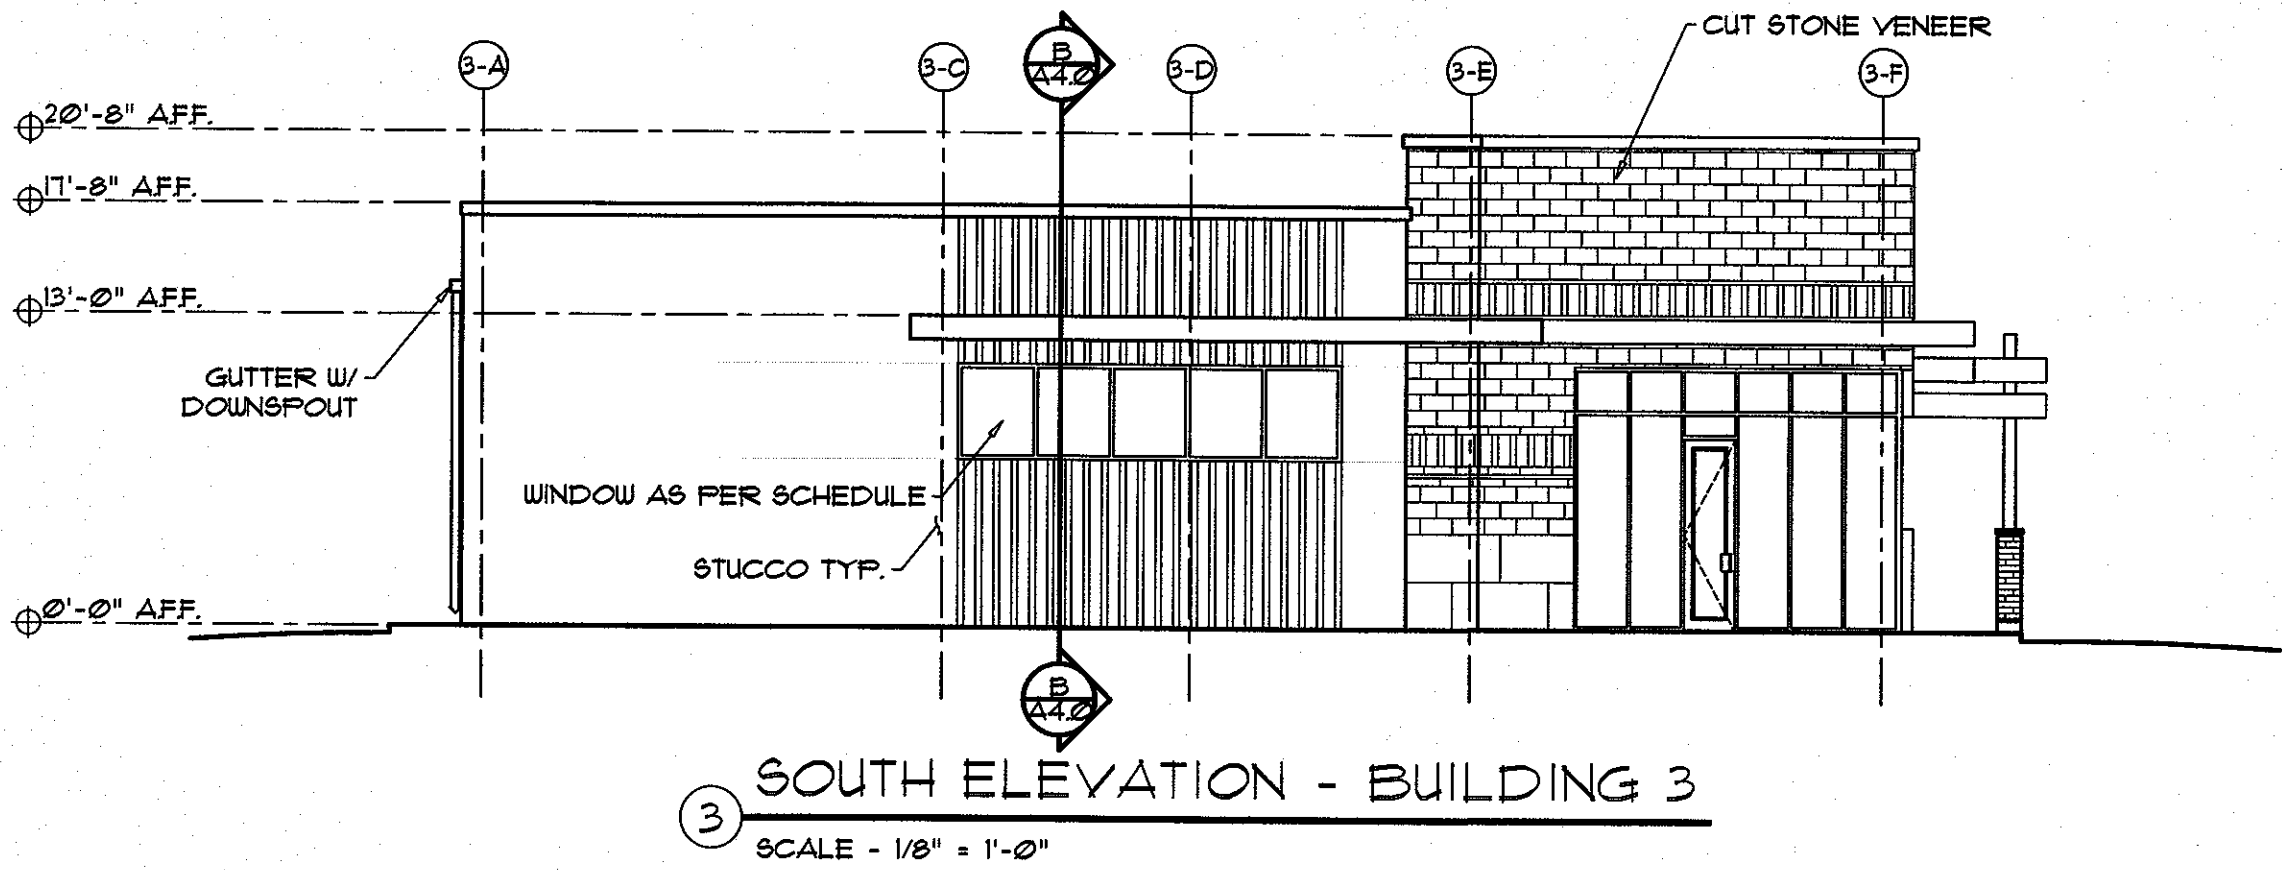 CUT STONE VENEER
3-A
3-C
B
A4.0
3-D
3-E
3-F
20'-8" A.F.F.
17'-8" A.F.F.
13'-0" A.F.F.
GUTTER W/
DOWNSPOUT
WINDOW AS PER SCHEDULE
STUCCO TYP.
0'-0" A.F.F.
B
A4.0
3
SOUTH ELEVATION - BUILDING 3
SCALE - 1/8" = 1'-0"